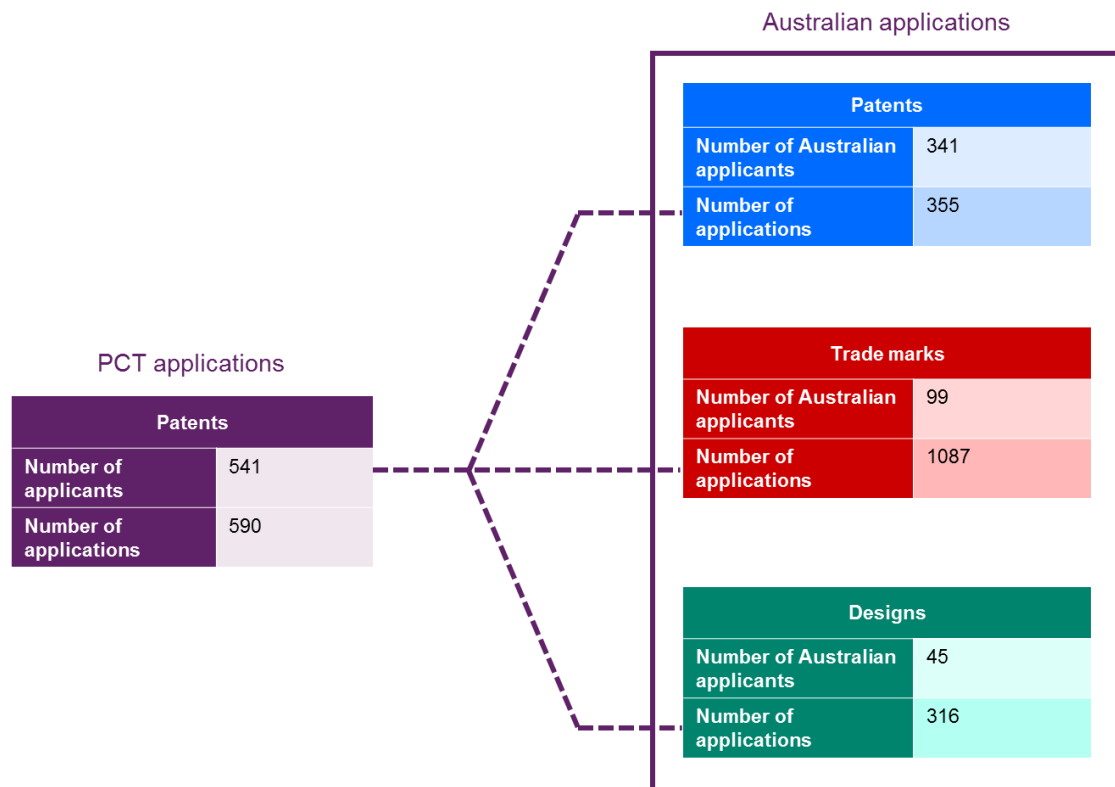 Australian applications
Patents
Number of Australian
applicants
341
Number of
applications
355
PCT applications
Patents
Number of
applicants
541
Number of
applications
590
Trade marks
Number of Australian
applicants
99
Number of
applications
1087
Designs
Number of Australian
applicants
45
Number of
applications
316